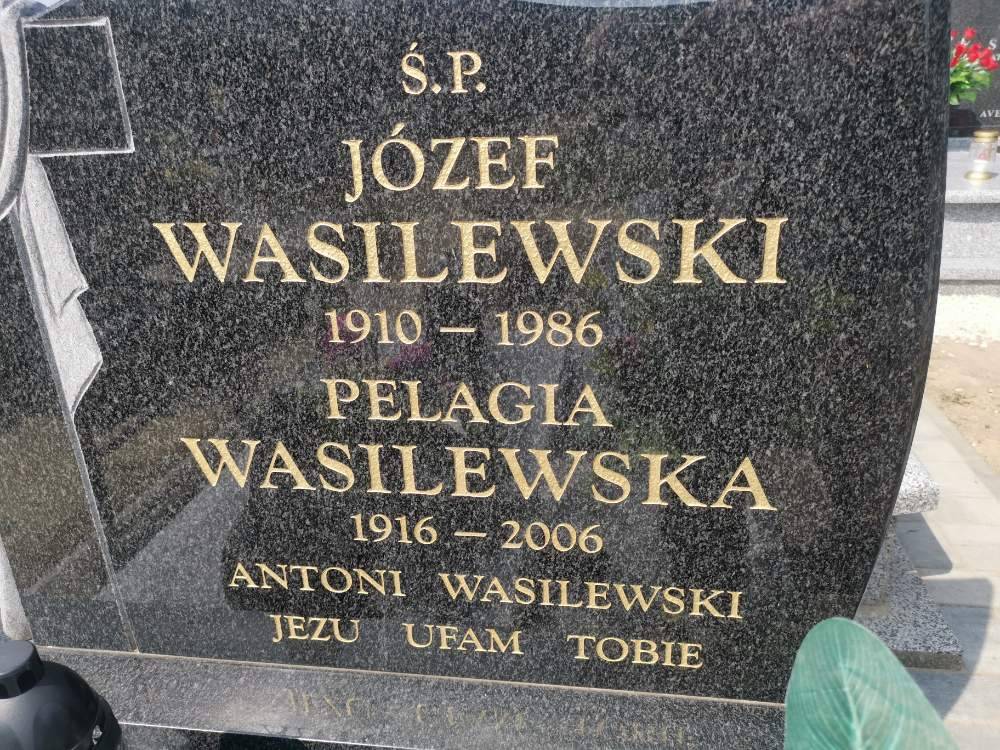 Ś.P.
JÓZEF
WASILEWSKI
1910 – 1986
PELAGIA
WASILEWSKA
1916 – 2006
ANTONI WASILEWSKI
JEZU UFAM TOBIE